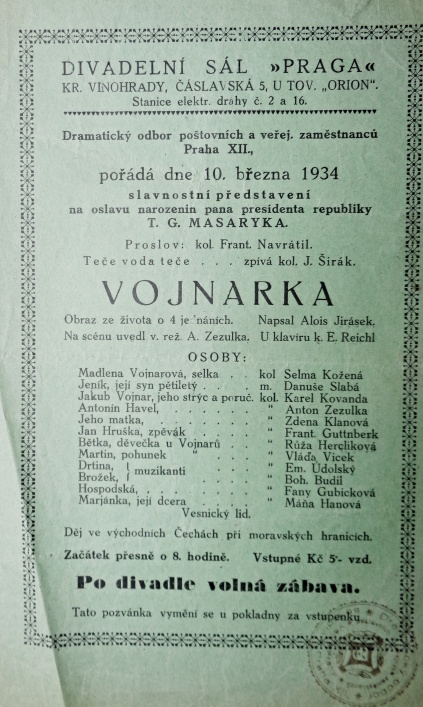 DIVADELNÍ SÁL »PRAGA«
KR. VINOHRADY, ČÁSLAVSKÁ 5, U TOV. „ORION".
Stanice elektr. dráhy č. 2 a 16.
Dramatický odbor poštovních a veřej. zaměstnanců
Praha XII.,
pořádá dne 10. března 1934
slavnostní představení
na oslavu narozenin pana presidenta republiky
T. G. MASARYKA.
Proslov: kol. Frant. Navrátil.
Teče voda teče . . . zpívá kol. J. Širák.
VOJNARKA
Obraz ze života o 4 jednáních. Napsal Alois Jirásek.
Na scénu uvedl v. rež. A. Zezulka. U klavíru k. E. Reichl
OSOBY:
Madlena Vojnarová, selka . . kol Selma Kožená
Jeník, její syn pětiletý . . . . m. Danuše Slabá
Jakub Vojnar, jeho strýc a poruč. kol. Karel Kovanda
Antonín Havel, . . . . . . . " Anton Zezulka
Jeho matka, . . . . . . . " Zdena Klanová
Jan Hruška, zpěvák . . . . " Frant. Guttnberk
Bětka, děvečka u Vojnarů . . " Růža Hercliková
Martin, pohunek " . . " Vláďa Vicek
Drtina, } muzikanti . . . . " Em. Údolský
Brožek, } . . . . " Boh. Budil
Hospodská, . . . . . . . " Fany Gubicková
Marjánka, její dcera . . . . " Máňa Hanová
Vesnický lid.
Děj ve východních Čechách při moravských hranicích.
Začátek přesně o 8. hodině. Vstupné Kč 5·- vzd.
Po divadle volná zábava.
Tato pozvánka vymění se u pokladny za vstupenku.